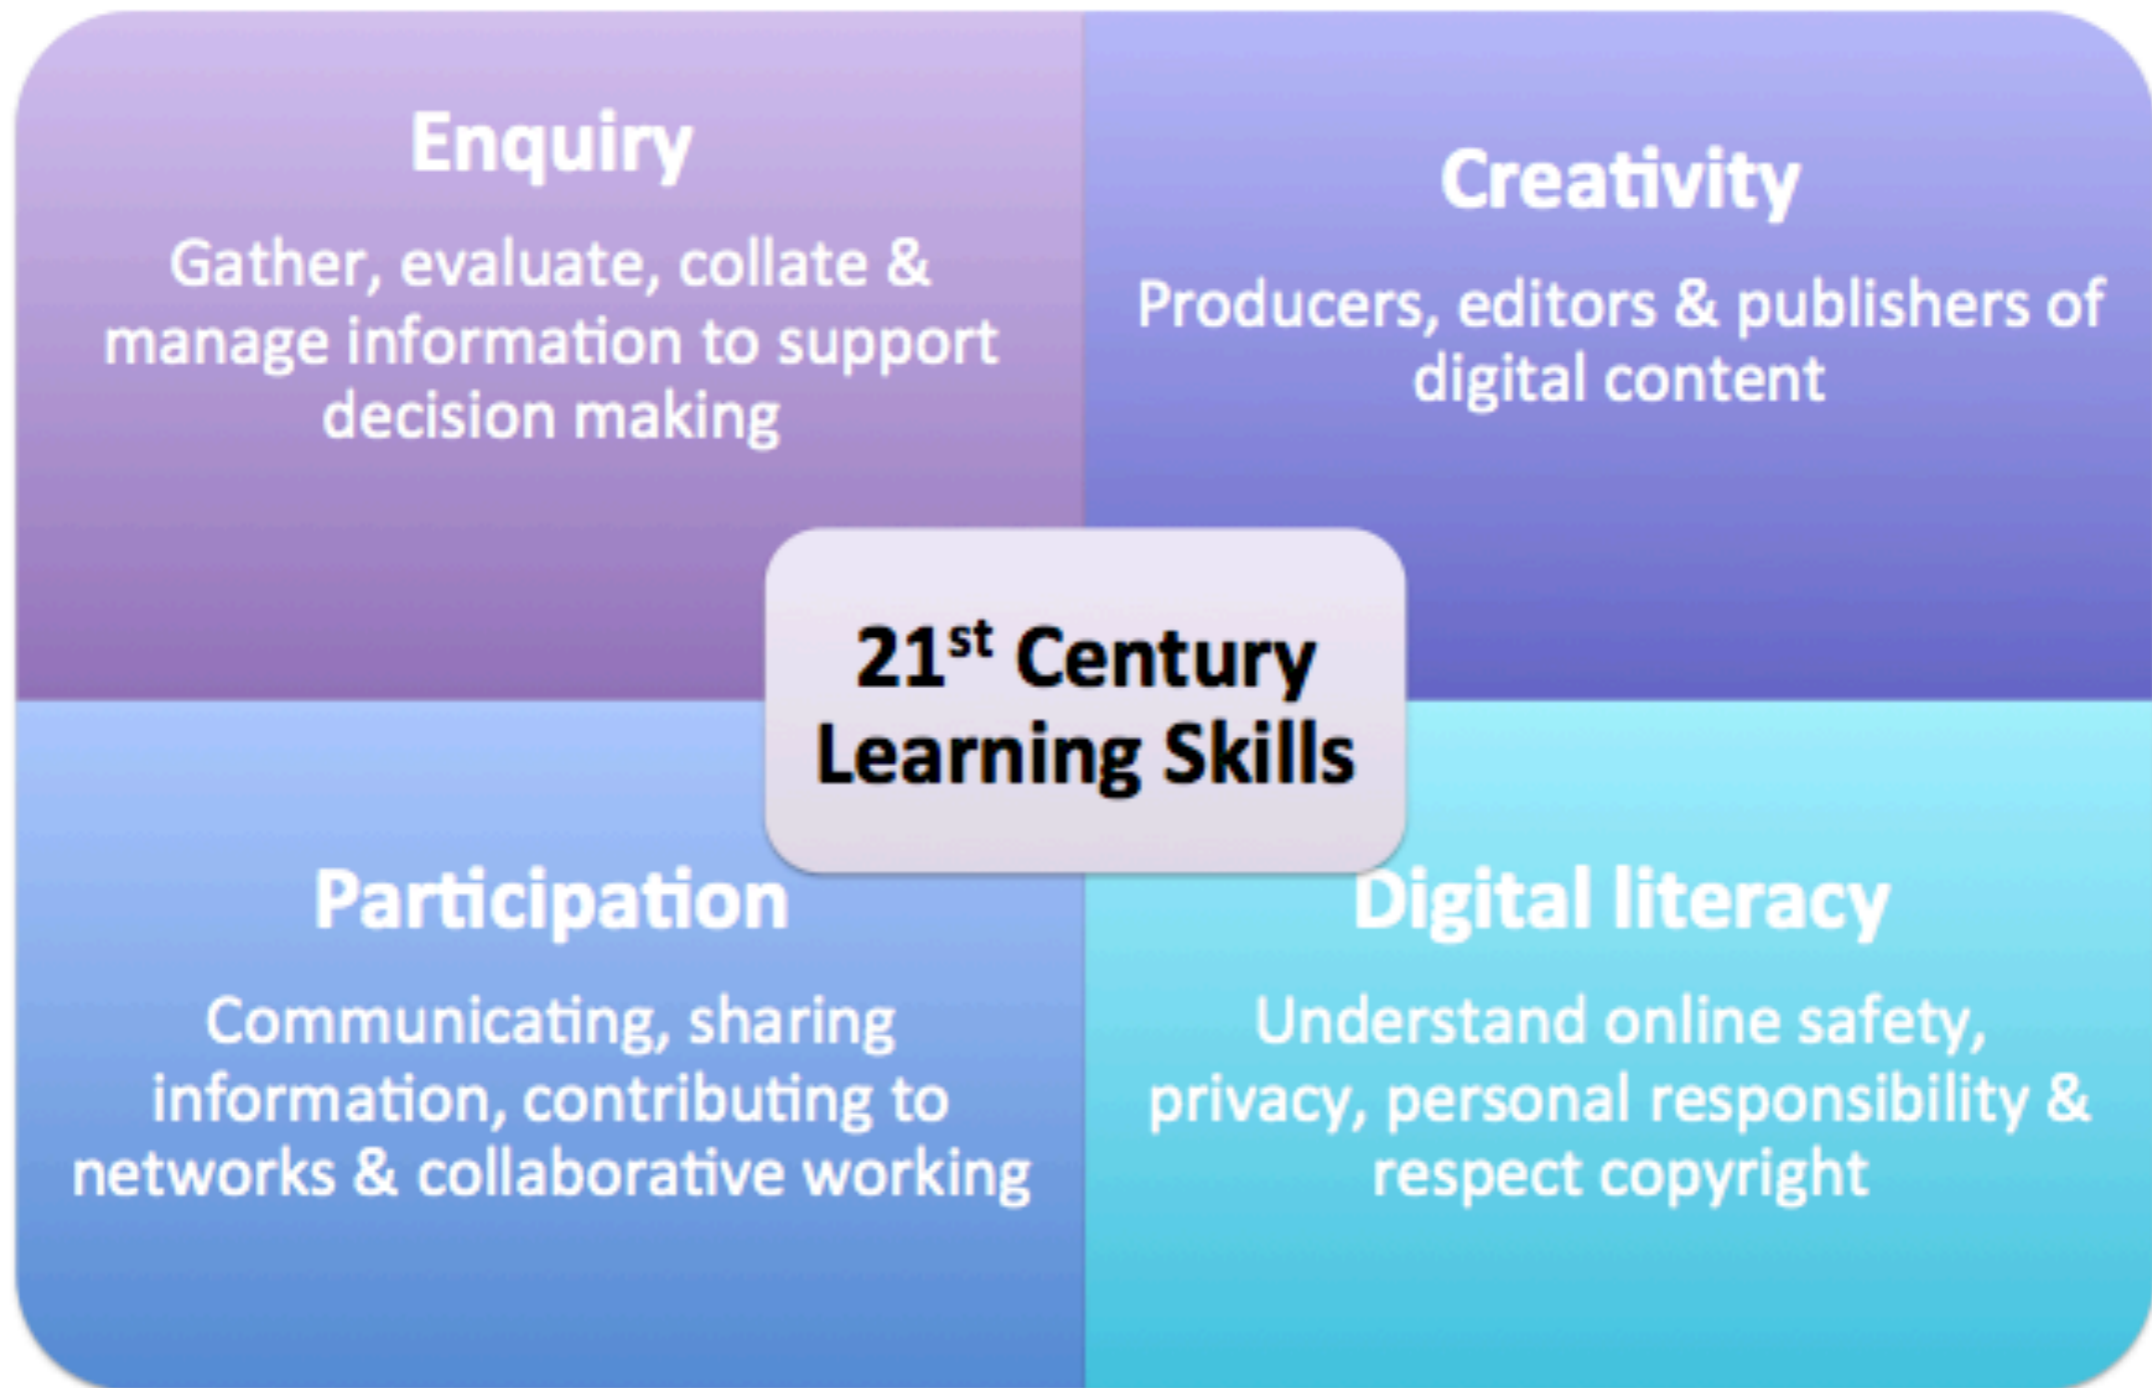 Enquiry
Gather, evaluate, collate &
manage information to support
decision making
Creativity
Producers, editors & publishers of
digital content
21st Century
Learning Skills
Participation
Communicating, sharing
information, contributing to
networks & collaborative working
Digital literacy
Understand online safety,
privacy, personal responsibility &
respect copyright